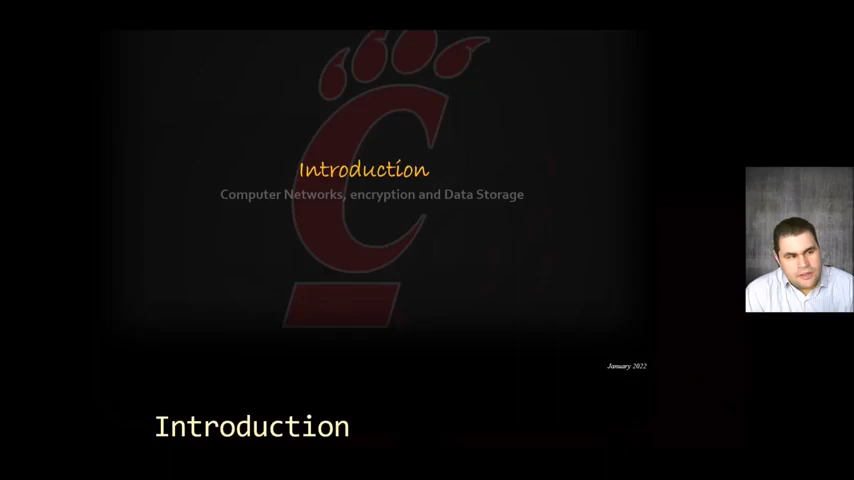 Introduction
Computer Networks, encryption and Data Storage
January 2022
Introduction